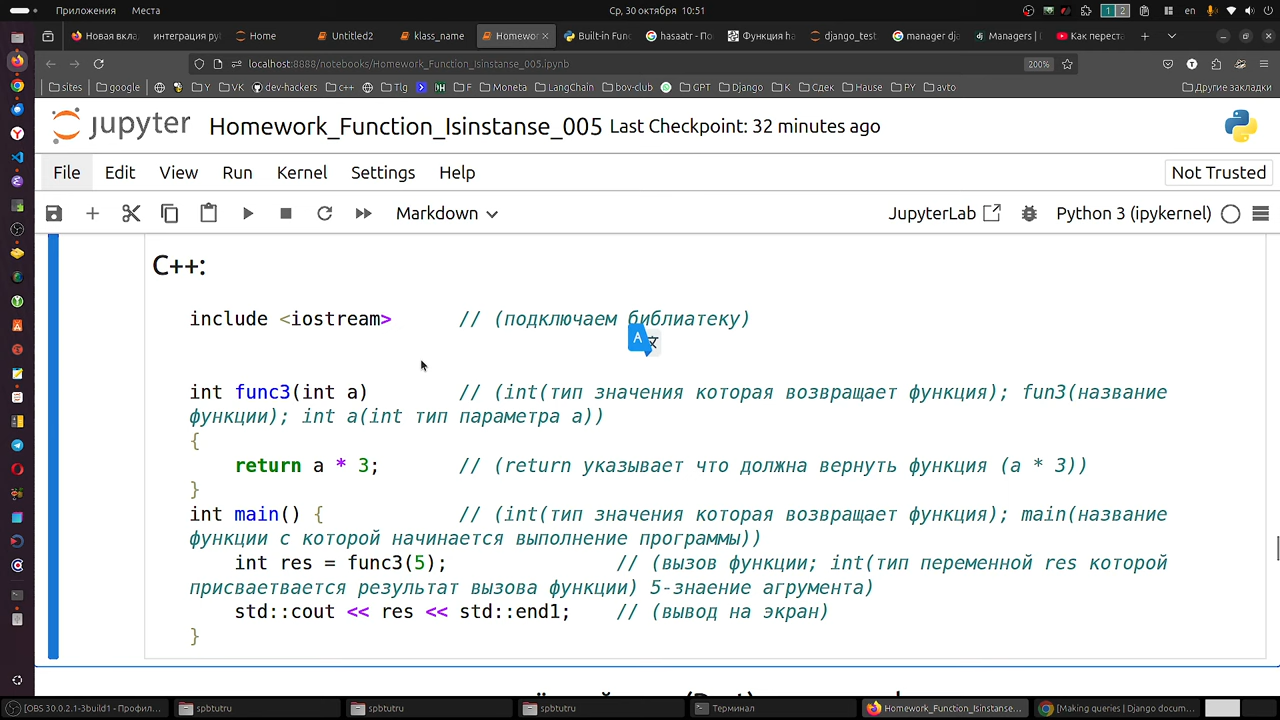 Приложения Места Ср, 30 октября 10:51 1 2 en
Новая вкл. интеграция ру Home Untitled2 klass_name Homewor Built-in Func hasaatr - По Функция ha django_test manager dj Managers | Как переста
localhost:8888/notebooks/Homework_Function_Isinstanse_005.ipynb 200%
sites google Y VK dev-hackers c++ Tlg F Moneta LangChain bov-club GPT Django K Сдек Hause PY avto Другие закладки
jupyter Homework_Function_Isinstanse_005 Last Checkpoint: 32 minutes ago
File Edit View Run Kernel Settings Help Not Trusted
Markdown JupyterLab Python 3 (ipykernel)
C++:
include <iostream> // (подключаем библиатеку)
int func3(int a) // (int(тип значения которая возвращает функция); fun3(название
функции); int a(int тип параметра a))
{
return a * 3; // (return указывает что должна вернуть функция (a * 3))
}
int main() { // (int(тип значения которая возвращает функция); main(название
функции с которой начинается выполнение программы))
int res = func3(5); // (вызов функции; int(тип переменной res которой
присваетвается результат вызова функции) 5-знаение агрумента)
std::cout << res << std::end1; // (вывод на экран)
}
[OBS 30.0.2.1-3build1 - Профил... spbtutru spbtutru spbtutru Терминал Homework_Function_Isinstanse... [Making queries | Django docum...